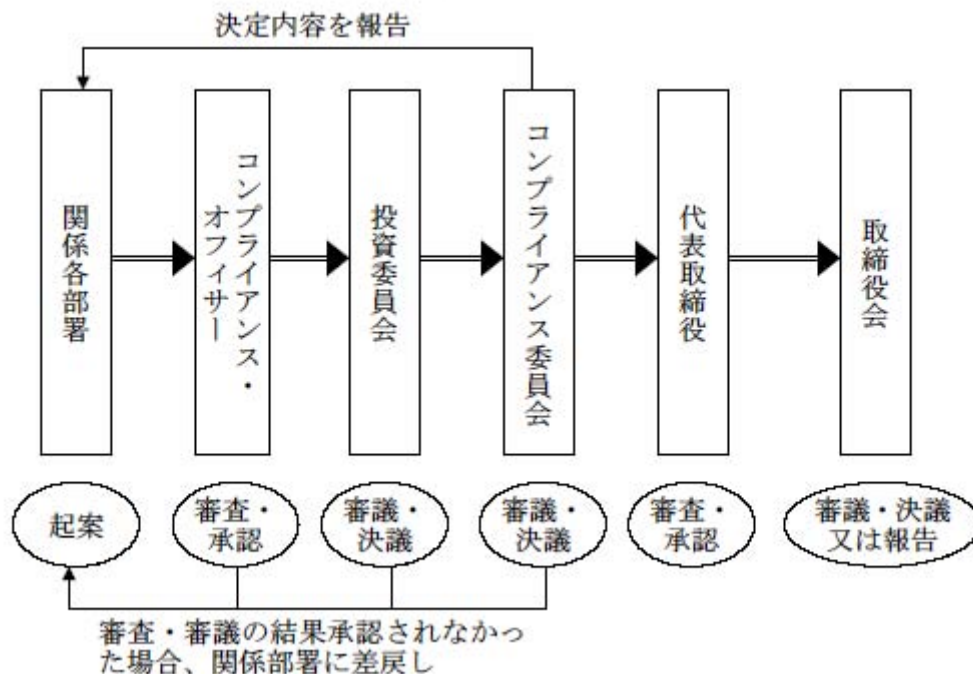 決定内容を報告
関係各部署
コンプライアンス・
オフィサー
投資委員会
コンプライアンス委員会
代表取締役
取締役会
起案
審査・
承認
審議・
決議
審議・
決議
審査・
承認
審議・決議
又は報告
審査・審議の結果承認されなかっ
た場合、関係部署に差戻し